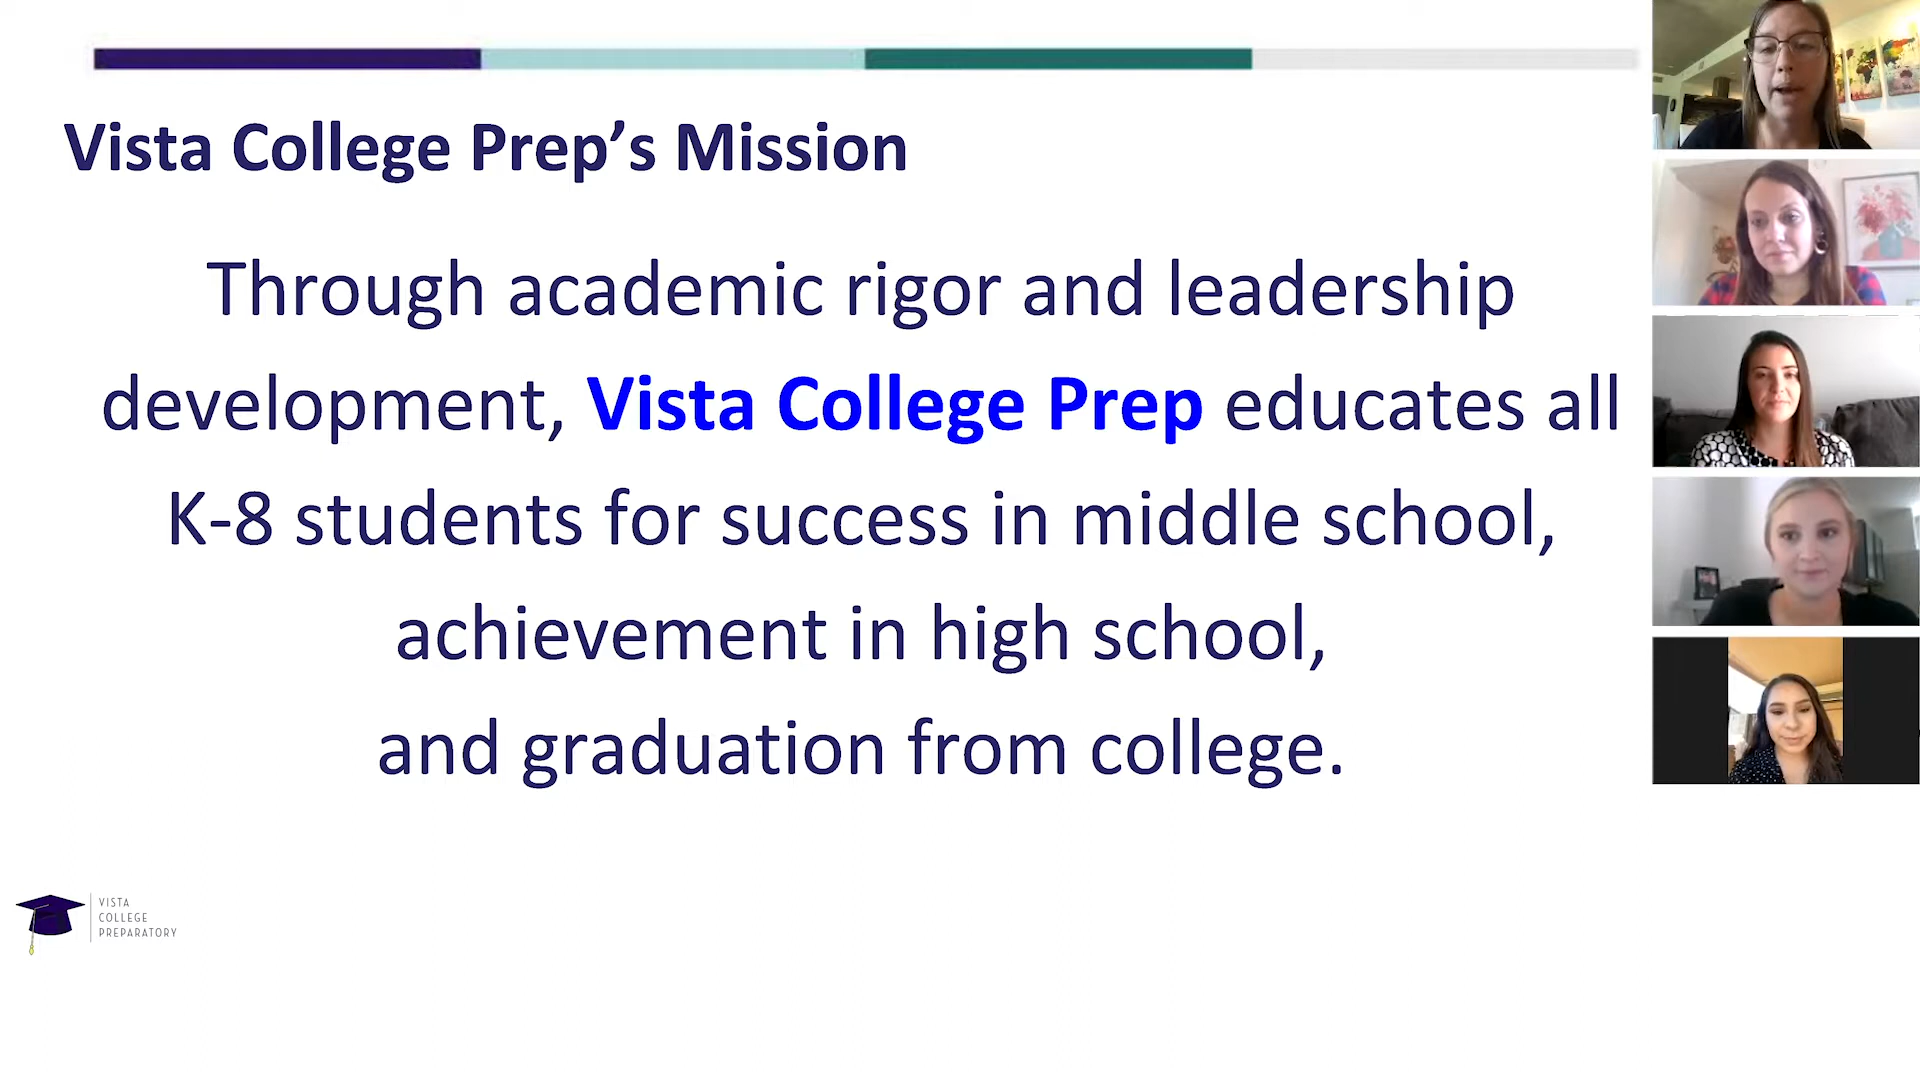 Vista College Prep’s Mission
Through academic rigor and leadership
development, Vista College Prep educates all
K-8 students for success in middle school,
achievement in high school,
and graduation from college.
VISTA
COLLEGE
PREPARATORY